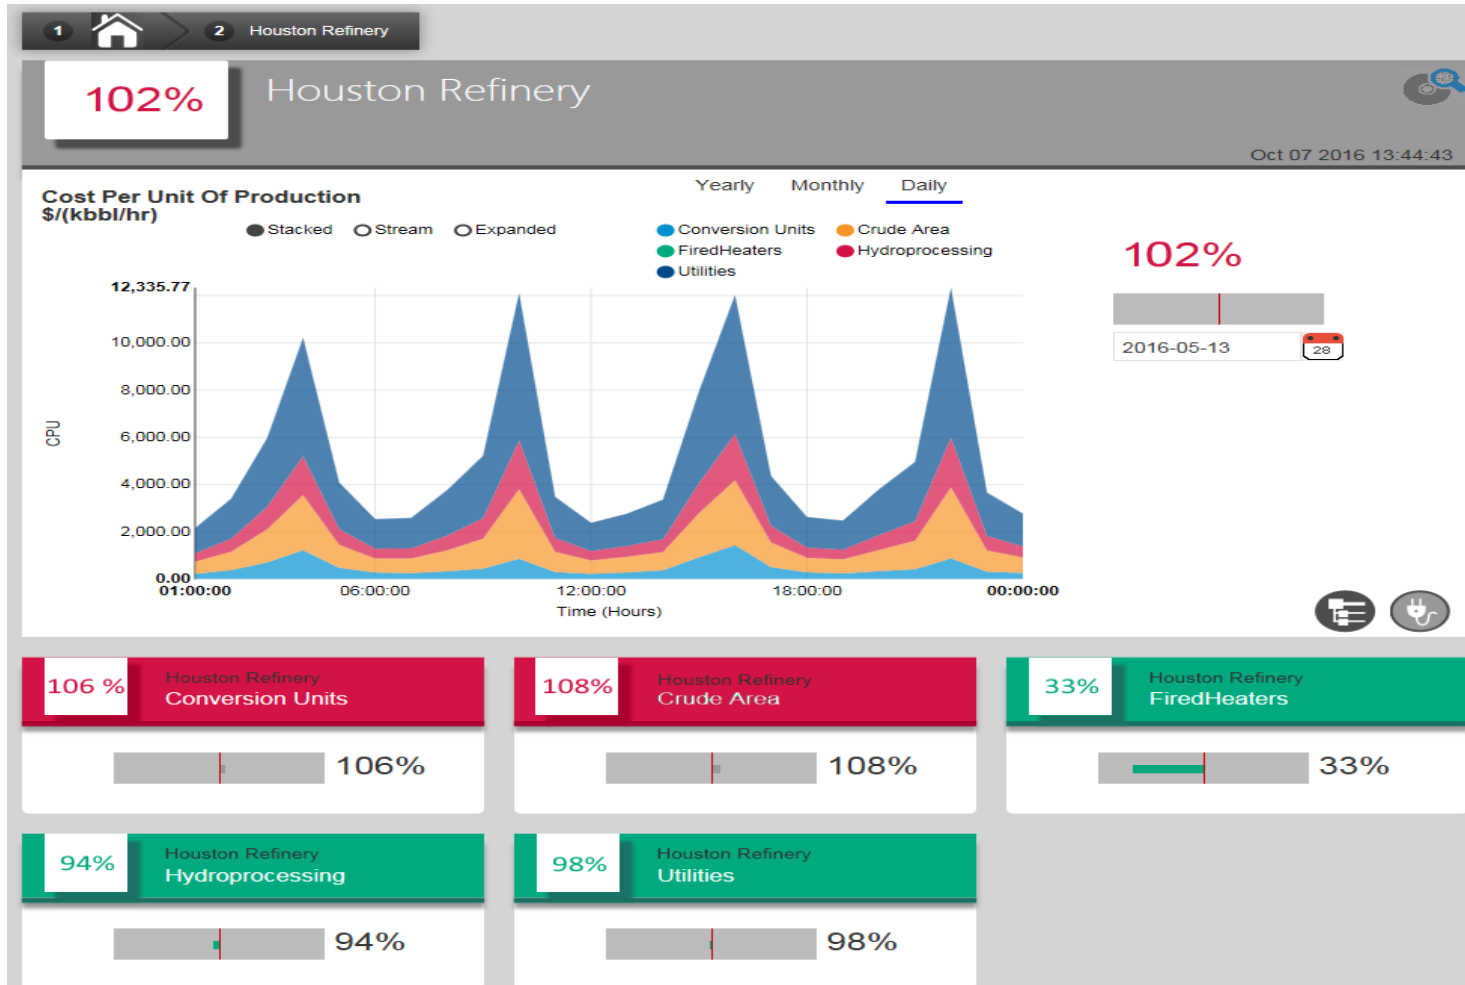 1 2 Houston Refinery
102% Houston Refinery
Oct 07 2016 13:44:43
Cost Per Unit Of Production
$/(kbbl/hr)
Yearly Monthly Daily
Stacked Stream Expanded
Conversion Units Crude Area
FiredHeaters Hydroprocessing
Utilities
102%
2016-05-13 28
12,335.77
10,000.00
8,000.00
6,000.00
4,000.00
2,000.00
0.00
CPU
01:00:00 06:00:00 12:00:00 18:00:00 00:00:00
Time (Hours)
106 % Houston Refinery
Conversion Units
106%
108% Houston Refinery
Crude Area
108%
33% Houston Refinery
FiredHeaters
33%
94% Houston Refinery
Hydroprocessing
94%
98% Houston Refinery
Utilities
98%